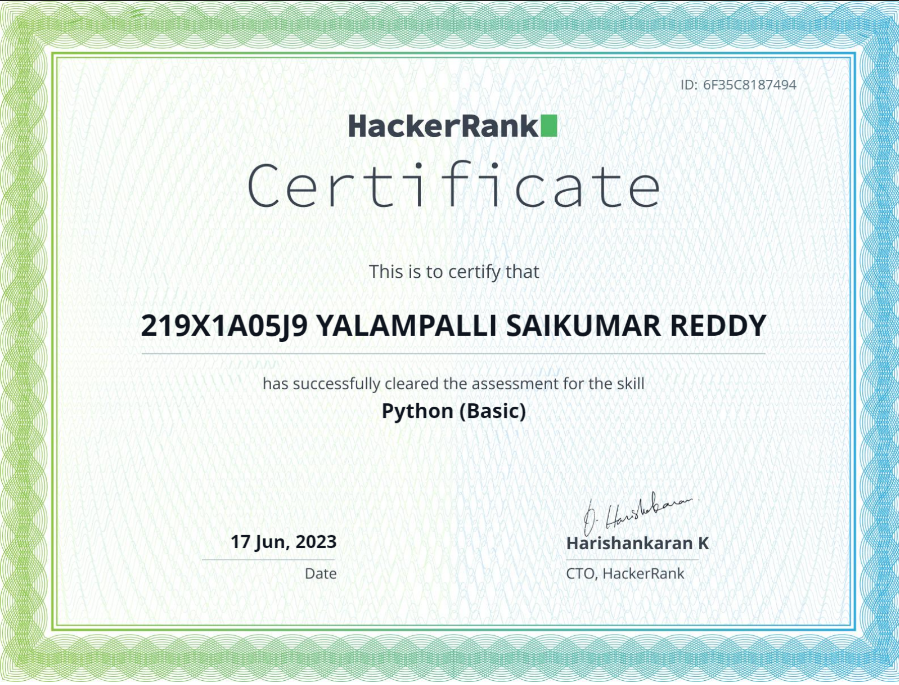 ID: 6F35C8187494
HackerRank
Certificate
This is to certify that
219X1A05J9 YALAMPALLI SAIKUMAR REDDY
has successfully cleared the assessment for the skill
Python (Basic)
J. Harishankaran
17 Jun, 2023
Harishankaran K
Date
CTO, HackerRank